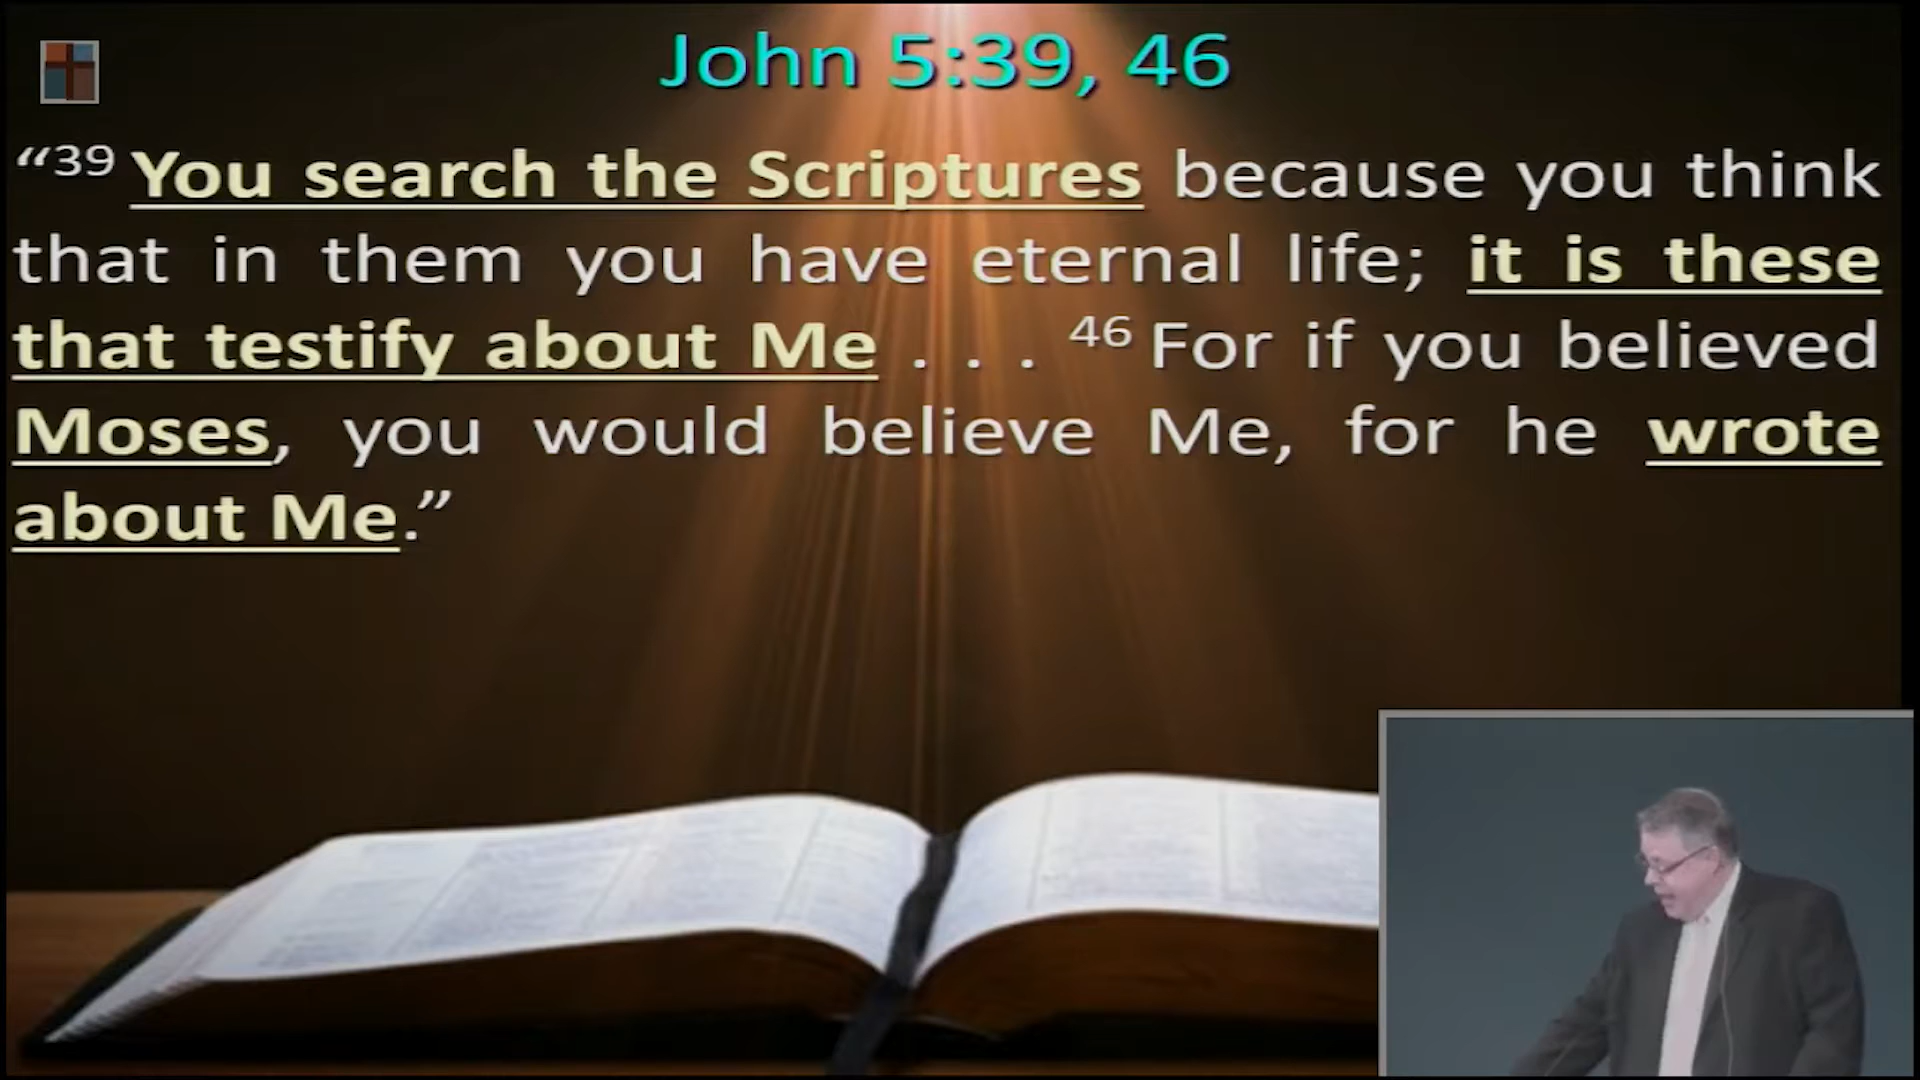 John 5:39, 46
“39 You search the Scriptures because you think
that in them you have eternal life; it is these
that testify about Me . . . 46 For if you believed
Moses, you would believe Me, for he wrote
about Me.”